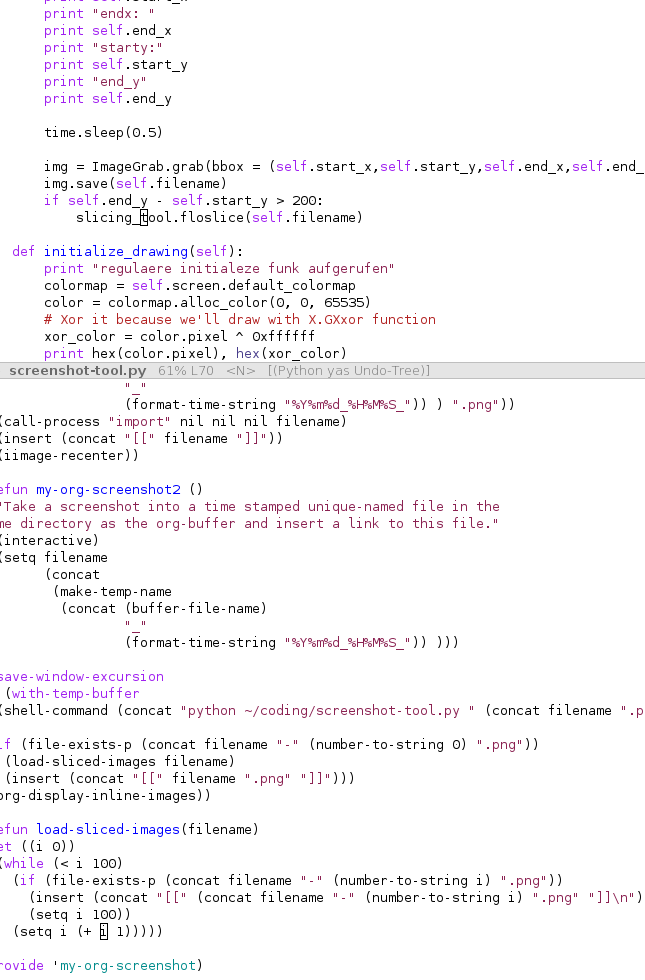 print self.start_x
print "endx: "
print self.end_x
print "starty:"
print self.start_y
print "end_y"
print self.end_y
time.sleep(0.5)
img = ImageGrab.grab(bbox = (self.start_x,self.start_y,self.end_x,self.end_
img.save(self.filename)
if self.end_y - self.start_y > 200:
slicing_tool.floslice(self.filename)
def initialize_drawing(self):
print "regulaere initialeze funk aufgerufen"
colormap = self.screen.default_colormap
color = colormap.alloc_color(0, 0, 65535)
# Xor it because we'll draw with X.GXxor function
xor_color = color.pixel ^ 0xffffff
print hex(color.pixel), hex(xor_color)
screenshot-tool.py 61% L70 <N> [(Python yas Undo-Tree)]
"_"
(format-time-string "%Y%m%d_%H%M%S_")) ) ".png"))
(call-process "import" nil nil nil filename)
(insert (concat "[[" filename "]]"))
(iimage-recenter))
efun my-org-screenshot2 ()
"Take a screenshot into a time stamped unique-named file in the
me directory as the org-buffer and insert a link to this file."
(interactive)
(setq filename
(concat
(make-temp-name
(concat (buffer-file-name)
"_"
(format-time-string "%Y%m%d_%H%M%S_")) )))
save-window-excursion
(with-temp-buffer
(shell-command (concat "python ~/coding/screenshot-tool.py " (concat filename ".p
if (file-exists-p (concat filename "-" (number-to-string 0) ".png"))
(load-sliced-images filename)
(insert (concat "[[" filename ".png" "]]")))
org-display-inline-images))
efun load-sliced-images(filename)
et ((i 0))
(while (< i 100)
(if (file-exists-p (concat filename "-" (number-to-string i) ".png"))
(insert (concat "[[" (concat filename "-" (number-to-string i) ".png" "]]\n")
(setq i 100))
(setq i (+ i 1)))))
rovide 'my-org-screenshot)